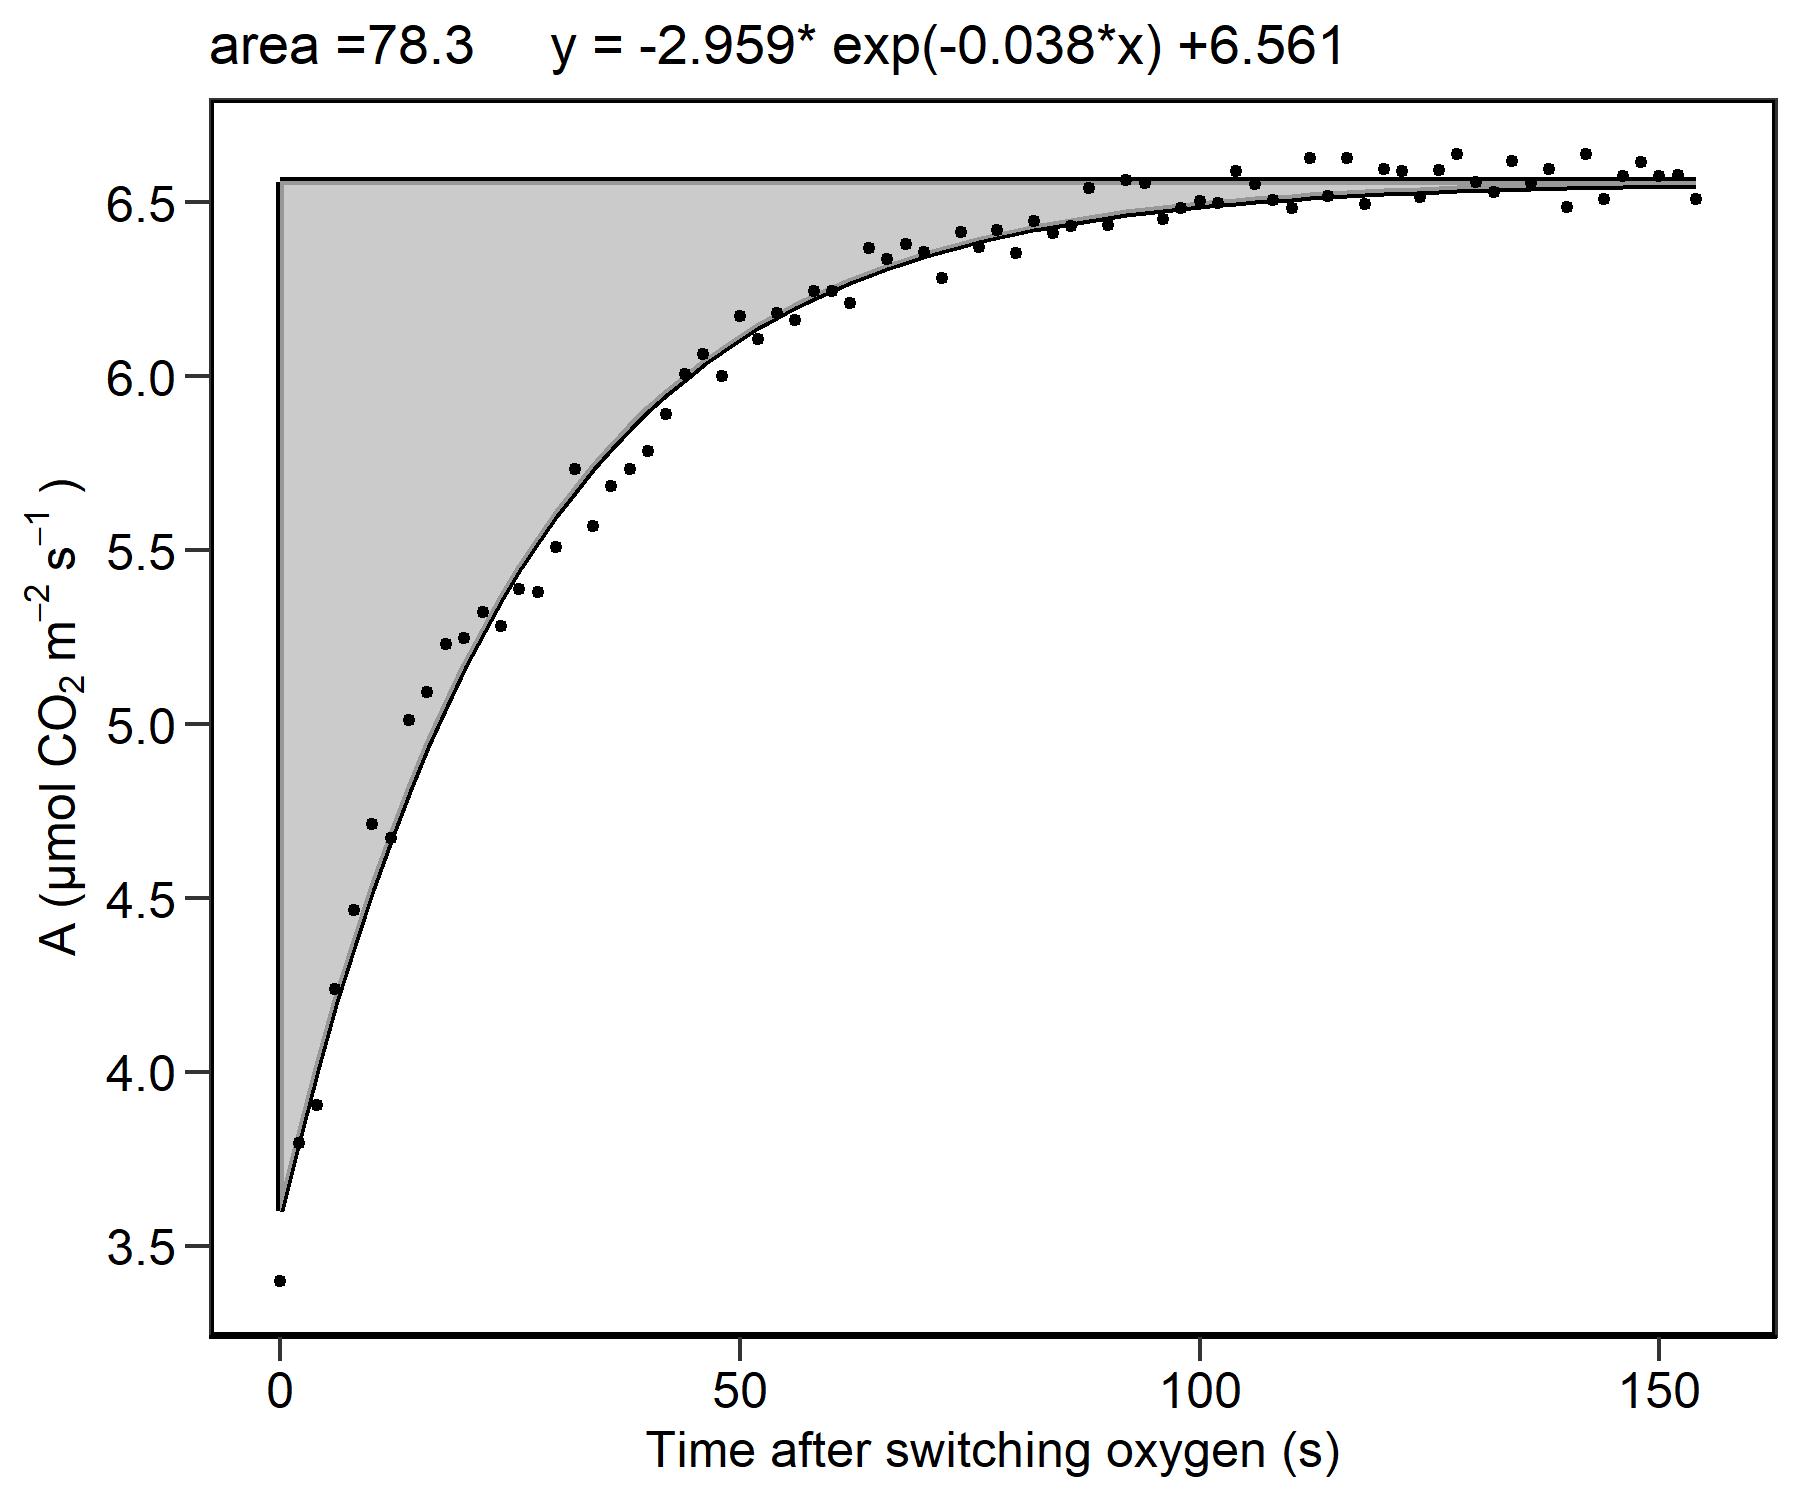 area =78.3 y = -2.959* exp(-0.038*x) +6.561
6.5
6.0
5.5
5.0
4.5
4.0
3.5
A (µmol CO₂ m⁻² s⁻¹ )
0 50 100 150
Time after switching oxygen (s)